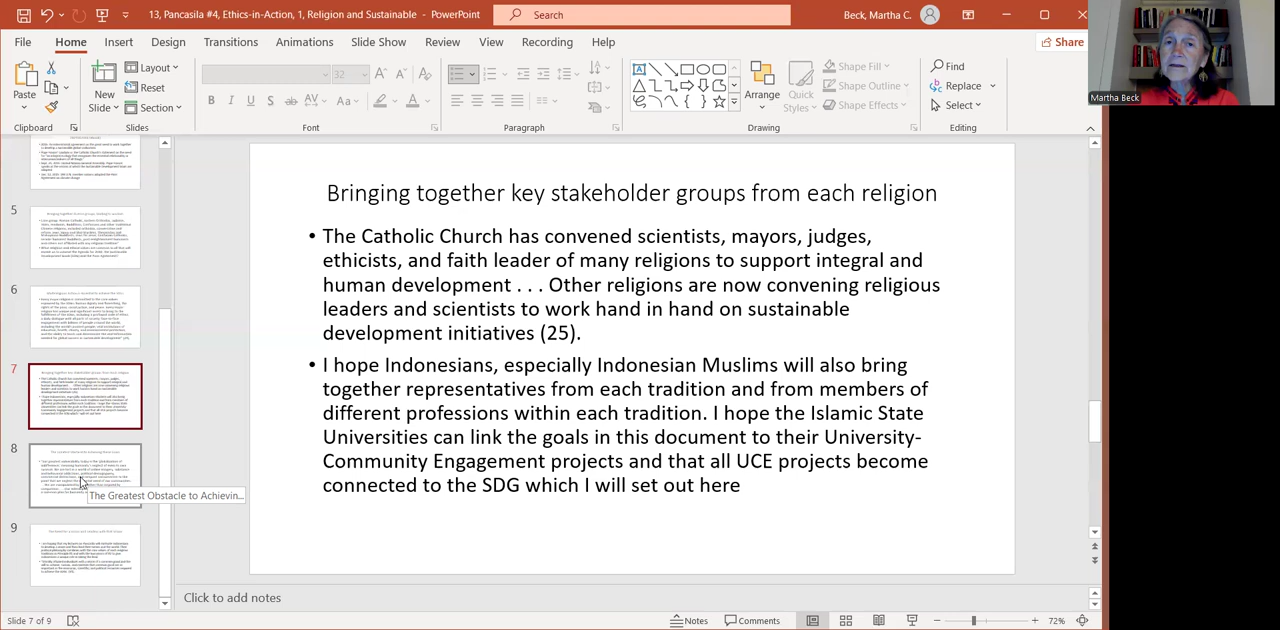 13, Pancasila #4, Ethics-in-Action, 1, Religion and Sustainable - PowerPoint
Search
Beck, Martha C.
File Home Insert Design Transitions Animations Slide Show Review View Recording Help
Share
Paste
New
Slide
Layout
Reset
Section
32
B I U S ab AV Aa A
Arrange
Quick
Styles
Shape Fill
Shape Outline
Shape Effects
Find
Replace
Select
Clipboard Slides Font Paragraph Drawing Editing
Martha Beck
5
6
7
8
The Greatest Obstacle to Achievin...
9
Bringing together key stakeholder groups from each religion
• The Catholic Church has convened scientists, mayors, judges,
ethicists, and faith leader of many religions to support integral and
human development . . . Other religions are now convening religious
leaders and scientists to work hand in hand on sustainable
development initiatives (25).
• I hope Indonesians, especially Indonesian Muslims will also bring
together representatives from each tradition and from members of
different professions within each tradition. I hope the Islamic State
Universities can link the goals in this document to their University-
Community Engagement projects and that all UCE projects become
connected to the SDG which I will set out here
Click to add notes
Slide 7 of 9
Notes
Comments
72%